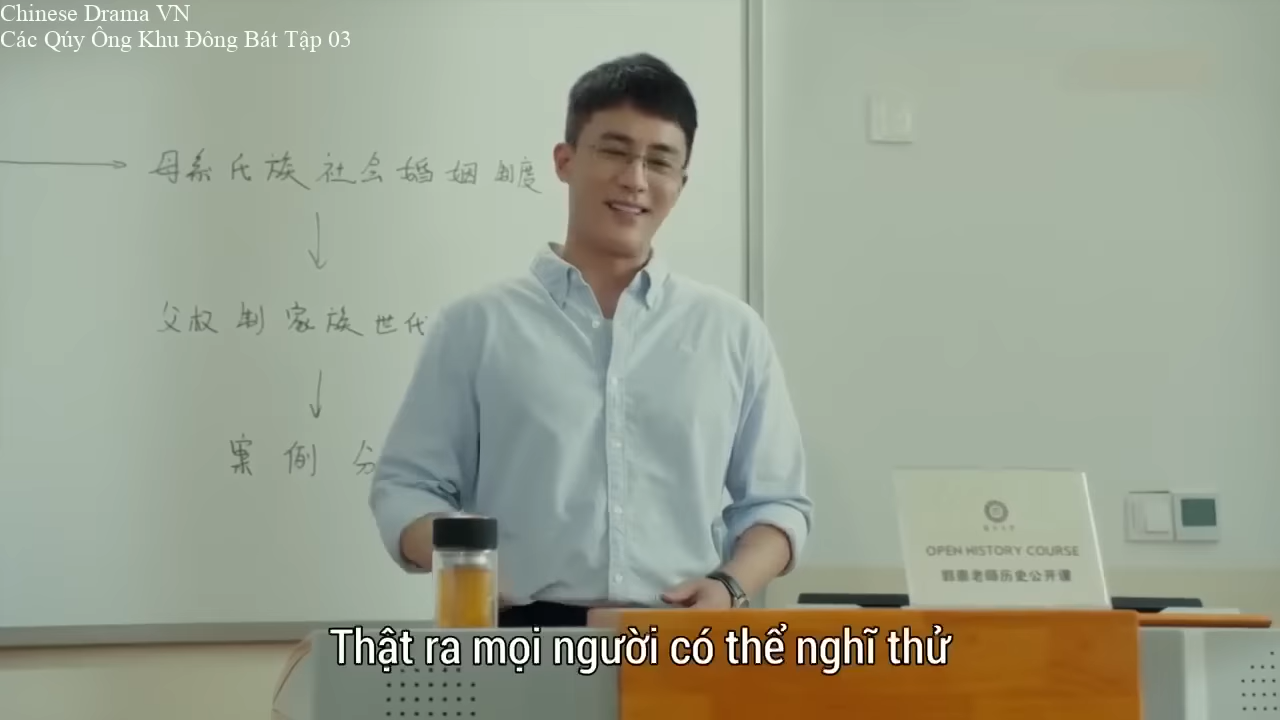 Chinese Drama VN
Các Qúy Ông Khu Đông Bát Tập 03
母系氏族社会婚姻制度
父权制家族世代
案例分
OPEN HISTORY COURSE
老师历史公开课
Thật ra mọi người có thể nghĩ thử